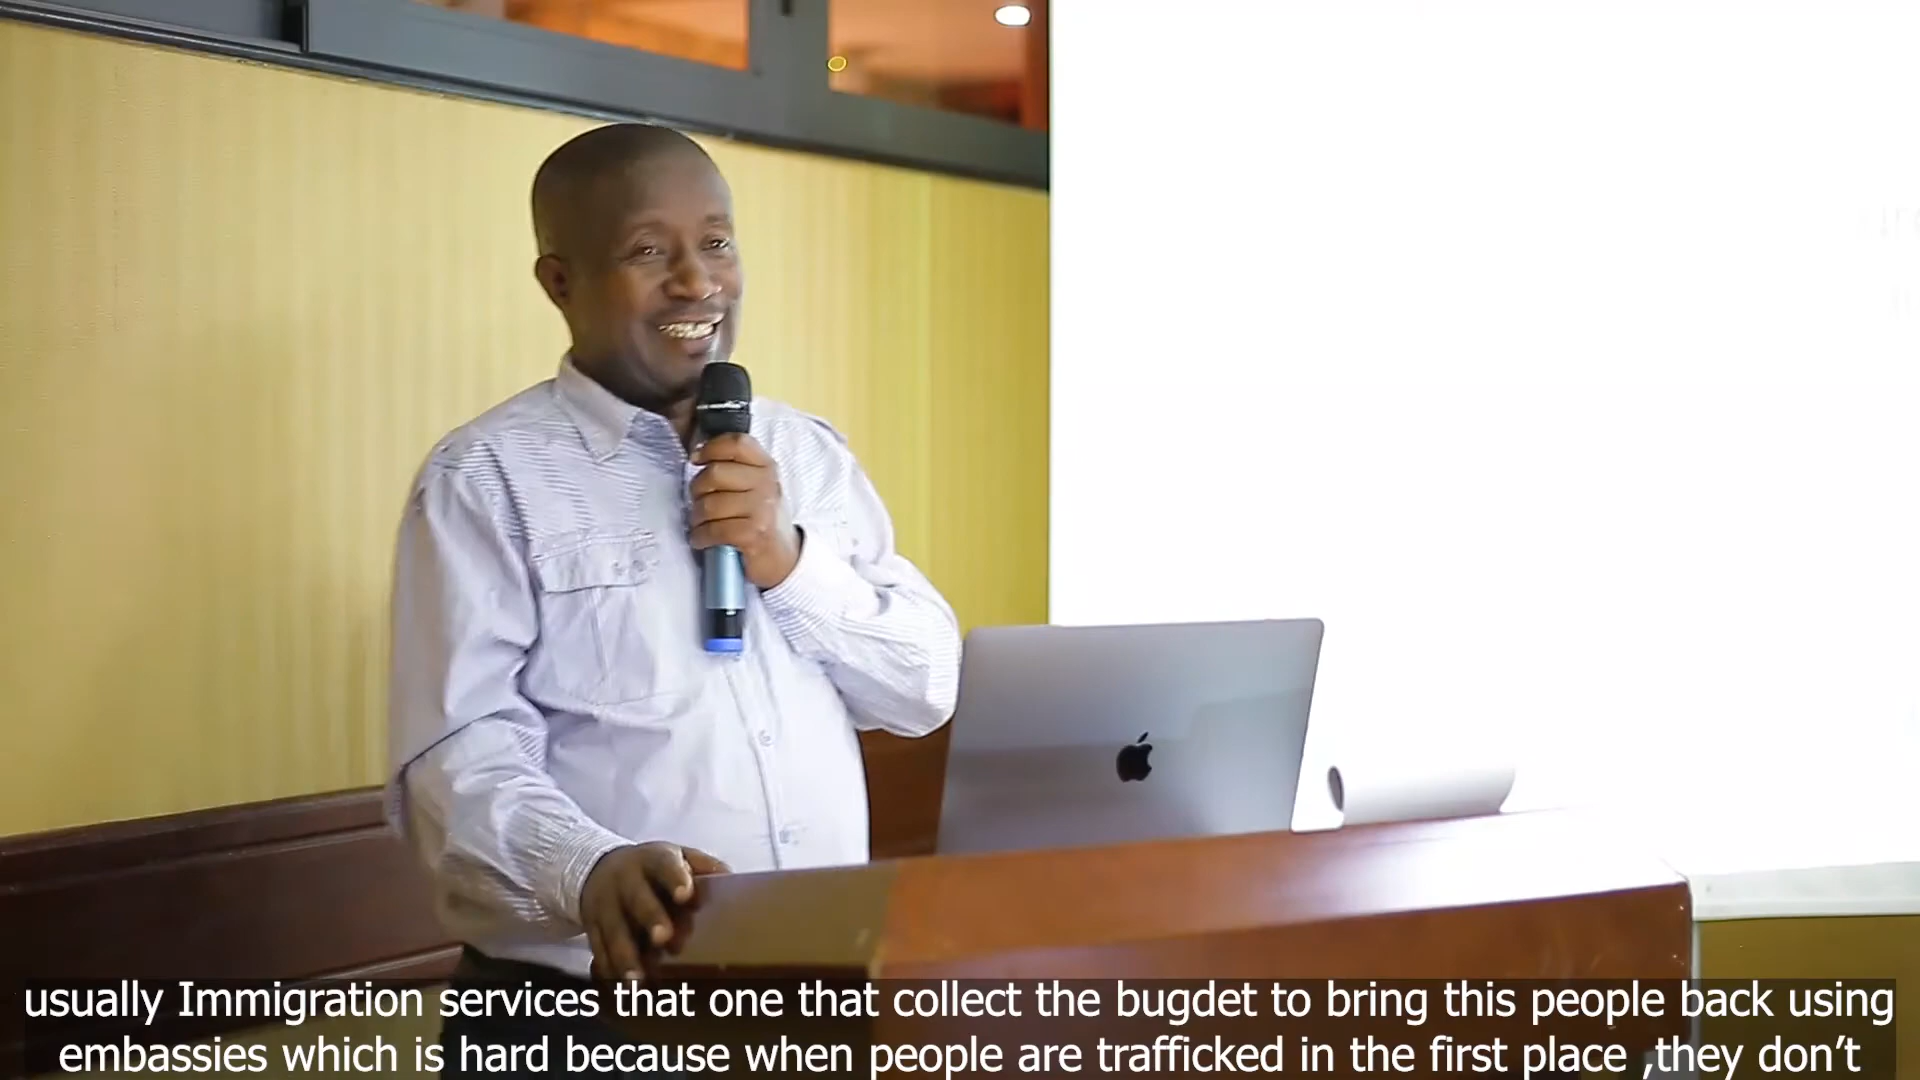 usually Immigration services that one that collect the bugdet to bring this people back using
embassies which is hard because when people are trafficked in the first place ,they don’t